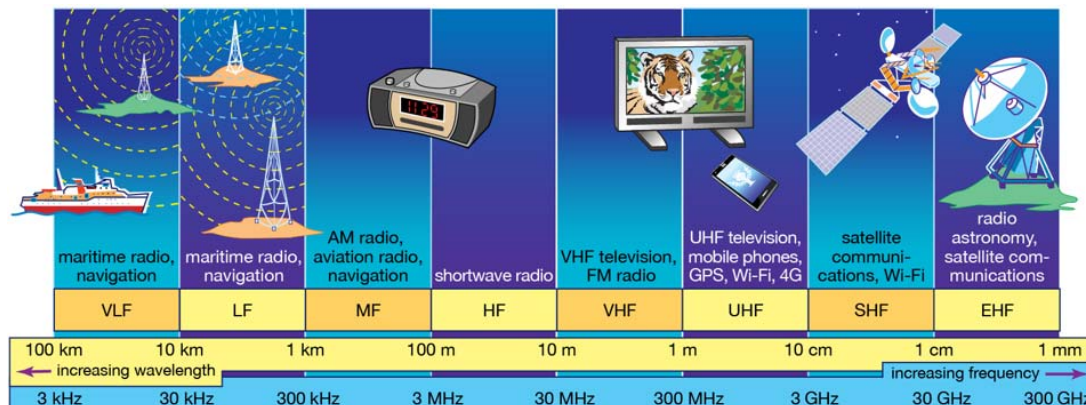 11:29
maritime radio,
navigation
maritime radio,
navigation
AM radio,
aviation radio,
navigation
shortwave radio
VHF television,
FM radio
UHF television,
mobile phones,
GPS, Wi-Fi, 4G
satellite
communi-
cations, Wi-Fi
radio
astronomy,
satellite com-
munications
VLF LF MF HF VHF UHF SHF EHF
100 km 10 km 1 km 100 m 10 m 1 m 10 cm 1 cm 1 mm
increasing wavelength increasing frequency
3 kHz 30 kHz 300 kHz 3 MHz 30 MHz 300 MHz 3 GHz 30 GHz 300 GHz